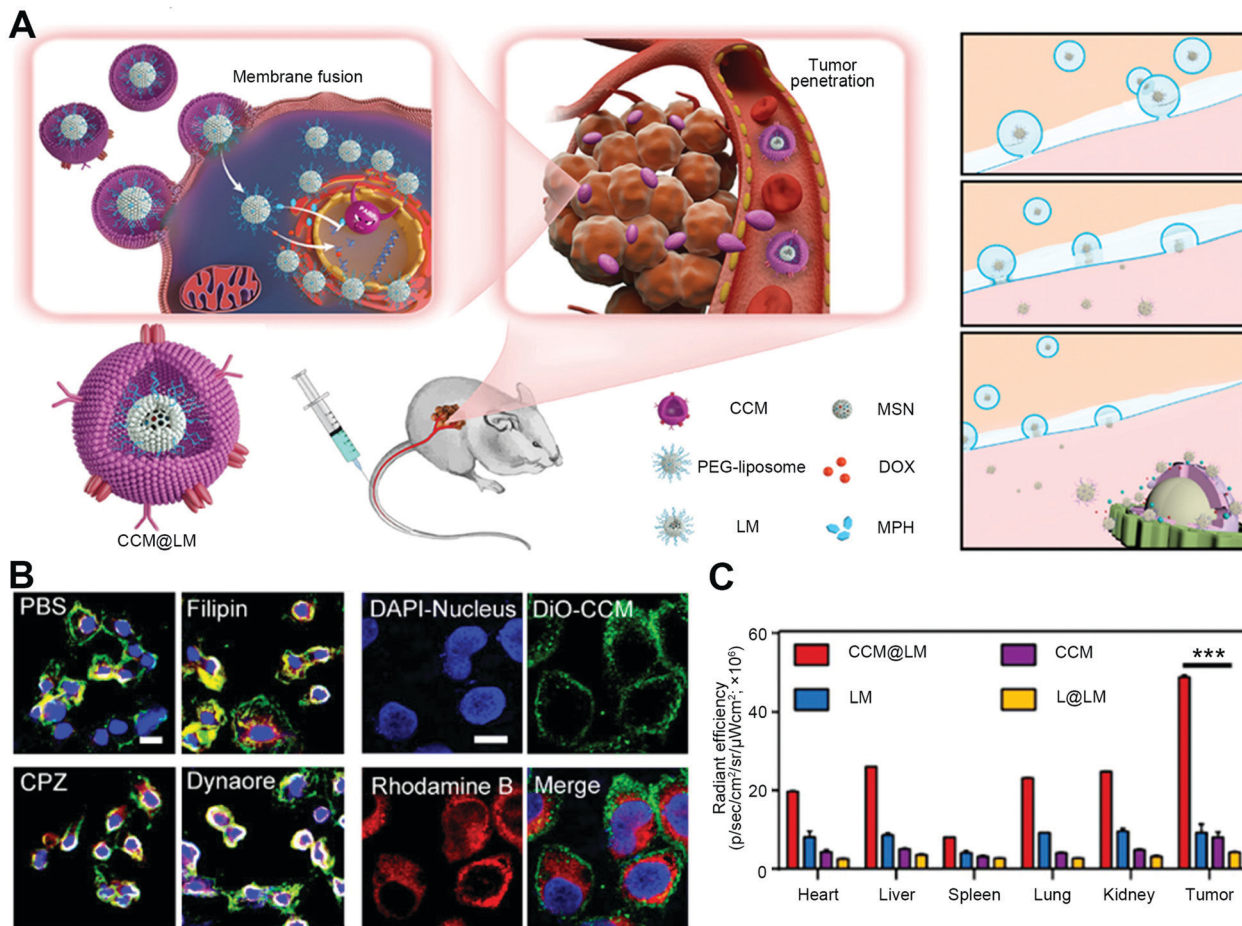 A
Membrane fusion
Tumor
penetration
PARP
CCM
MSN
PEG-liposome
DOX
LM
MPH
CCM@LM
B
PBS
Filipin
DAPI-Nucleus
DiO-CCM
CPZ
Dynaore
Rhodamine B
Merge
C
Radiant efficiency
(p/sec/cm²/sr/µWcm²; ×10⁶)
60
40
20
0
CCM@LM
CCM
LM
L@LM
***
Heart
Liver
Spleen
Lung
Kidney
Tumor